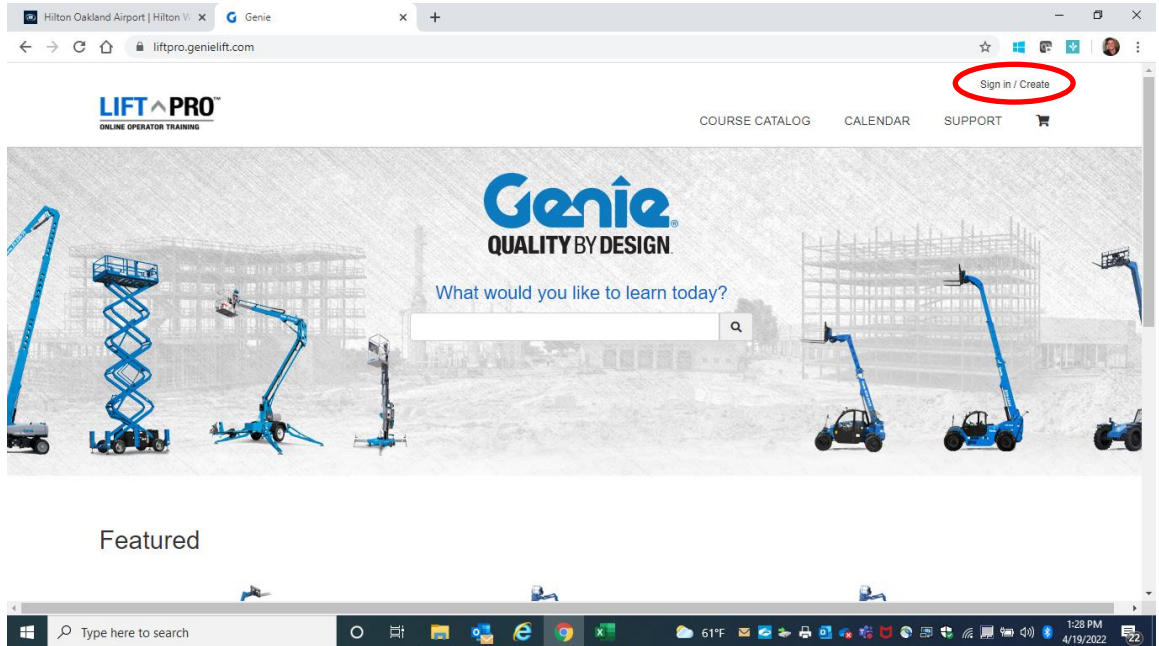 Hilton Oakland Airport | Hilton W
Genie
liftpro.genielift.com
Sign in / Create
LIFT PRO™
ONLINE OPERATOR TRAINING
COURSE CATALOG CALENDAR SUPPORT
Genie®
QUALITY BY DESIGN.
What would you like to learn today?
Featured
Type here to search
61°F
1:28 PM
4/19/2022
22